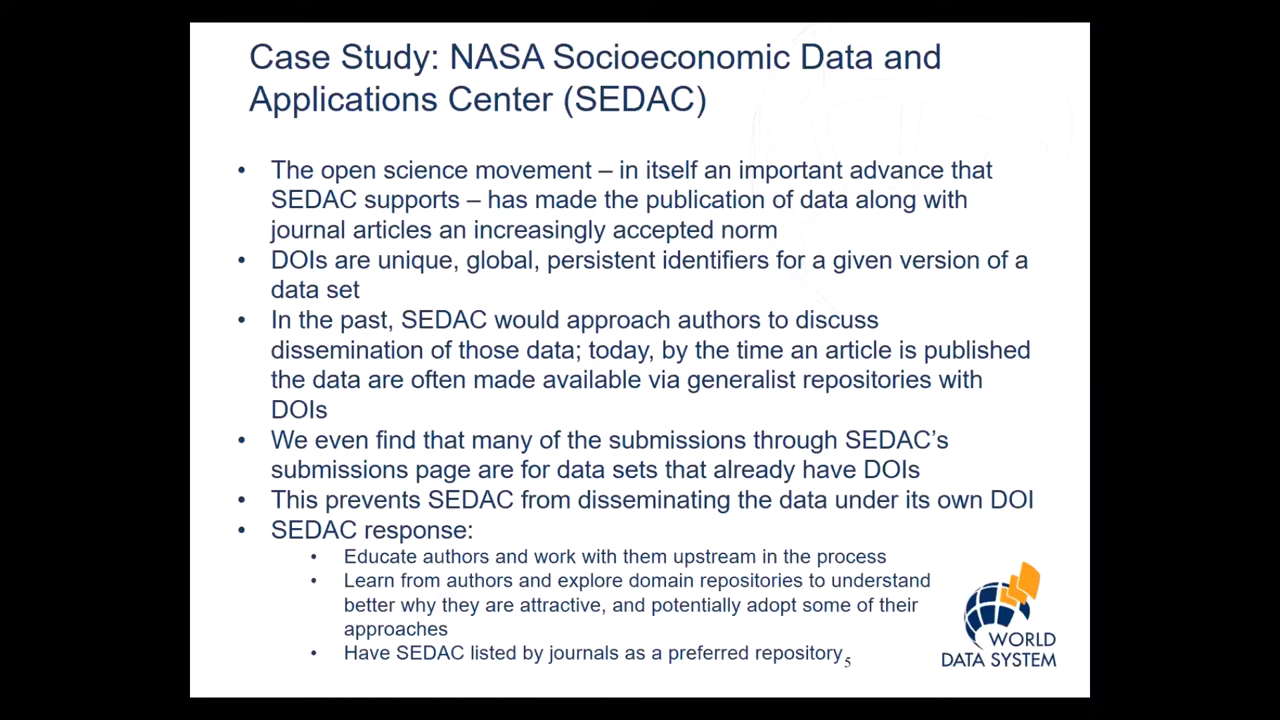 Case Study: NASA Socioeconomic Data and
Applications Center (SEDAC)
• The open science movement – in itself an important advance that
SEDAC supports – has made the publication of data along with
journal articles an increasingly accepted norm
• DOIs are unique, global, persistent identifiers for a given version of a
data set
• In the past, SEDAC would approach authors to discuss
dissemination of those data; today, by the time an article is published
the data are often made available via generalist repositories with
DOIs
• We even find that many of the submissions through SEDAC’s
submissions page are for data sets that already have DOIs
• This prevents SEDAC from disseminating the data under its own DOI
• SEDAC response:
• Educate authors and work with them upstream in the process
• Learn from authors and explore domain repositories to understand
better why they are attractive, and potentially adopt some of their
approaches
• Have SEDAC listed by journals as a preferred repository
5
WORLD
DATA SYSTEM